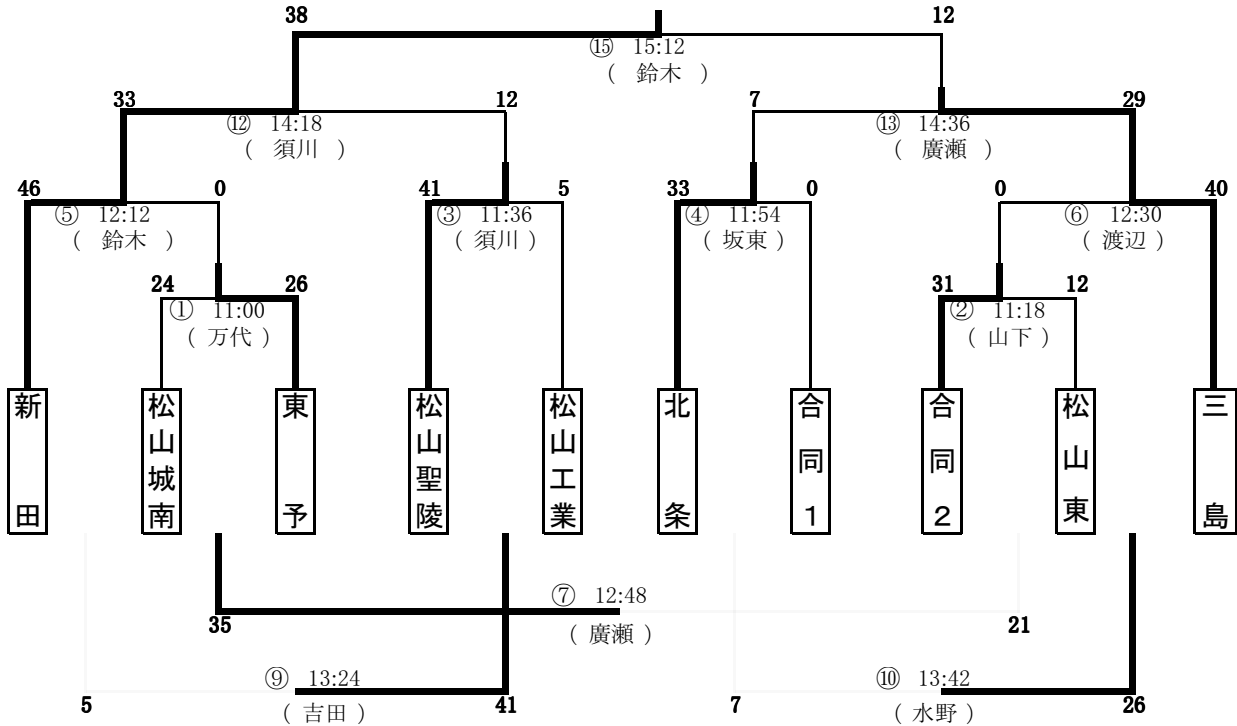 38 12
⑮ 15:12
( 鈴木 )
33 12 7 29
⑫ 14:18 ⑬ 14:36
( 須川 ) ( 廣瀬 )
46 0 41 5 33 0 0 40
⑤ 12:12 ③ 11:36 ④ 11:54 ⑥ 12:30
( 鈴木 ) ( 須川 ) ( 坂東 ) ( 渡辺 )
24 26 31 12
① 11:00 ② 11:18
( 万代 ) ( 山下 )
新田
松山城南
東予
松山聖陵
松山工業
北条
合同1
合同2
松山東
三島
⑦ 12:48
35 21
( 廣瀬 )
⑨ 13:24 ⑩ 13:42
5 41 7 26
( 吉田 ) ( 水野 )